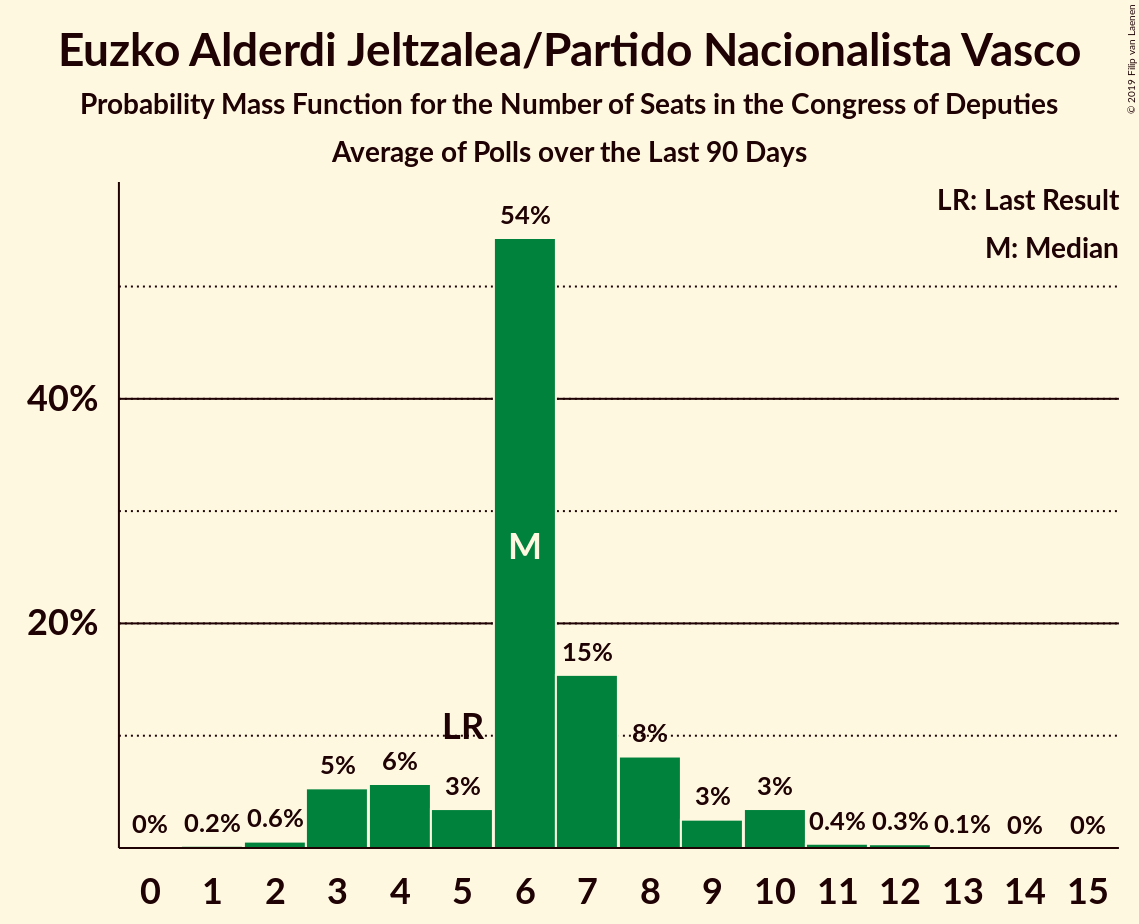 Euzko Alderdi Jeltzalea/Partido Nacionalista Vasco
Probability Mass Function for the Number of Seats in the Congress of Deputies
Average of Polls over the Last 90 Days
© 2019 Filip van Laenen
LR: Last Result
M: Median
40%
20%
0%
0.2%
0.6%
5%
6%
3%
LR
54%
M
15%
8%
3%
3%
0.4%
0.3%
0.1%
0%
0%
0 1 2 3 4 5 6 7 8 9 10 11 12 13 14 15